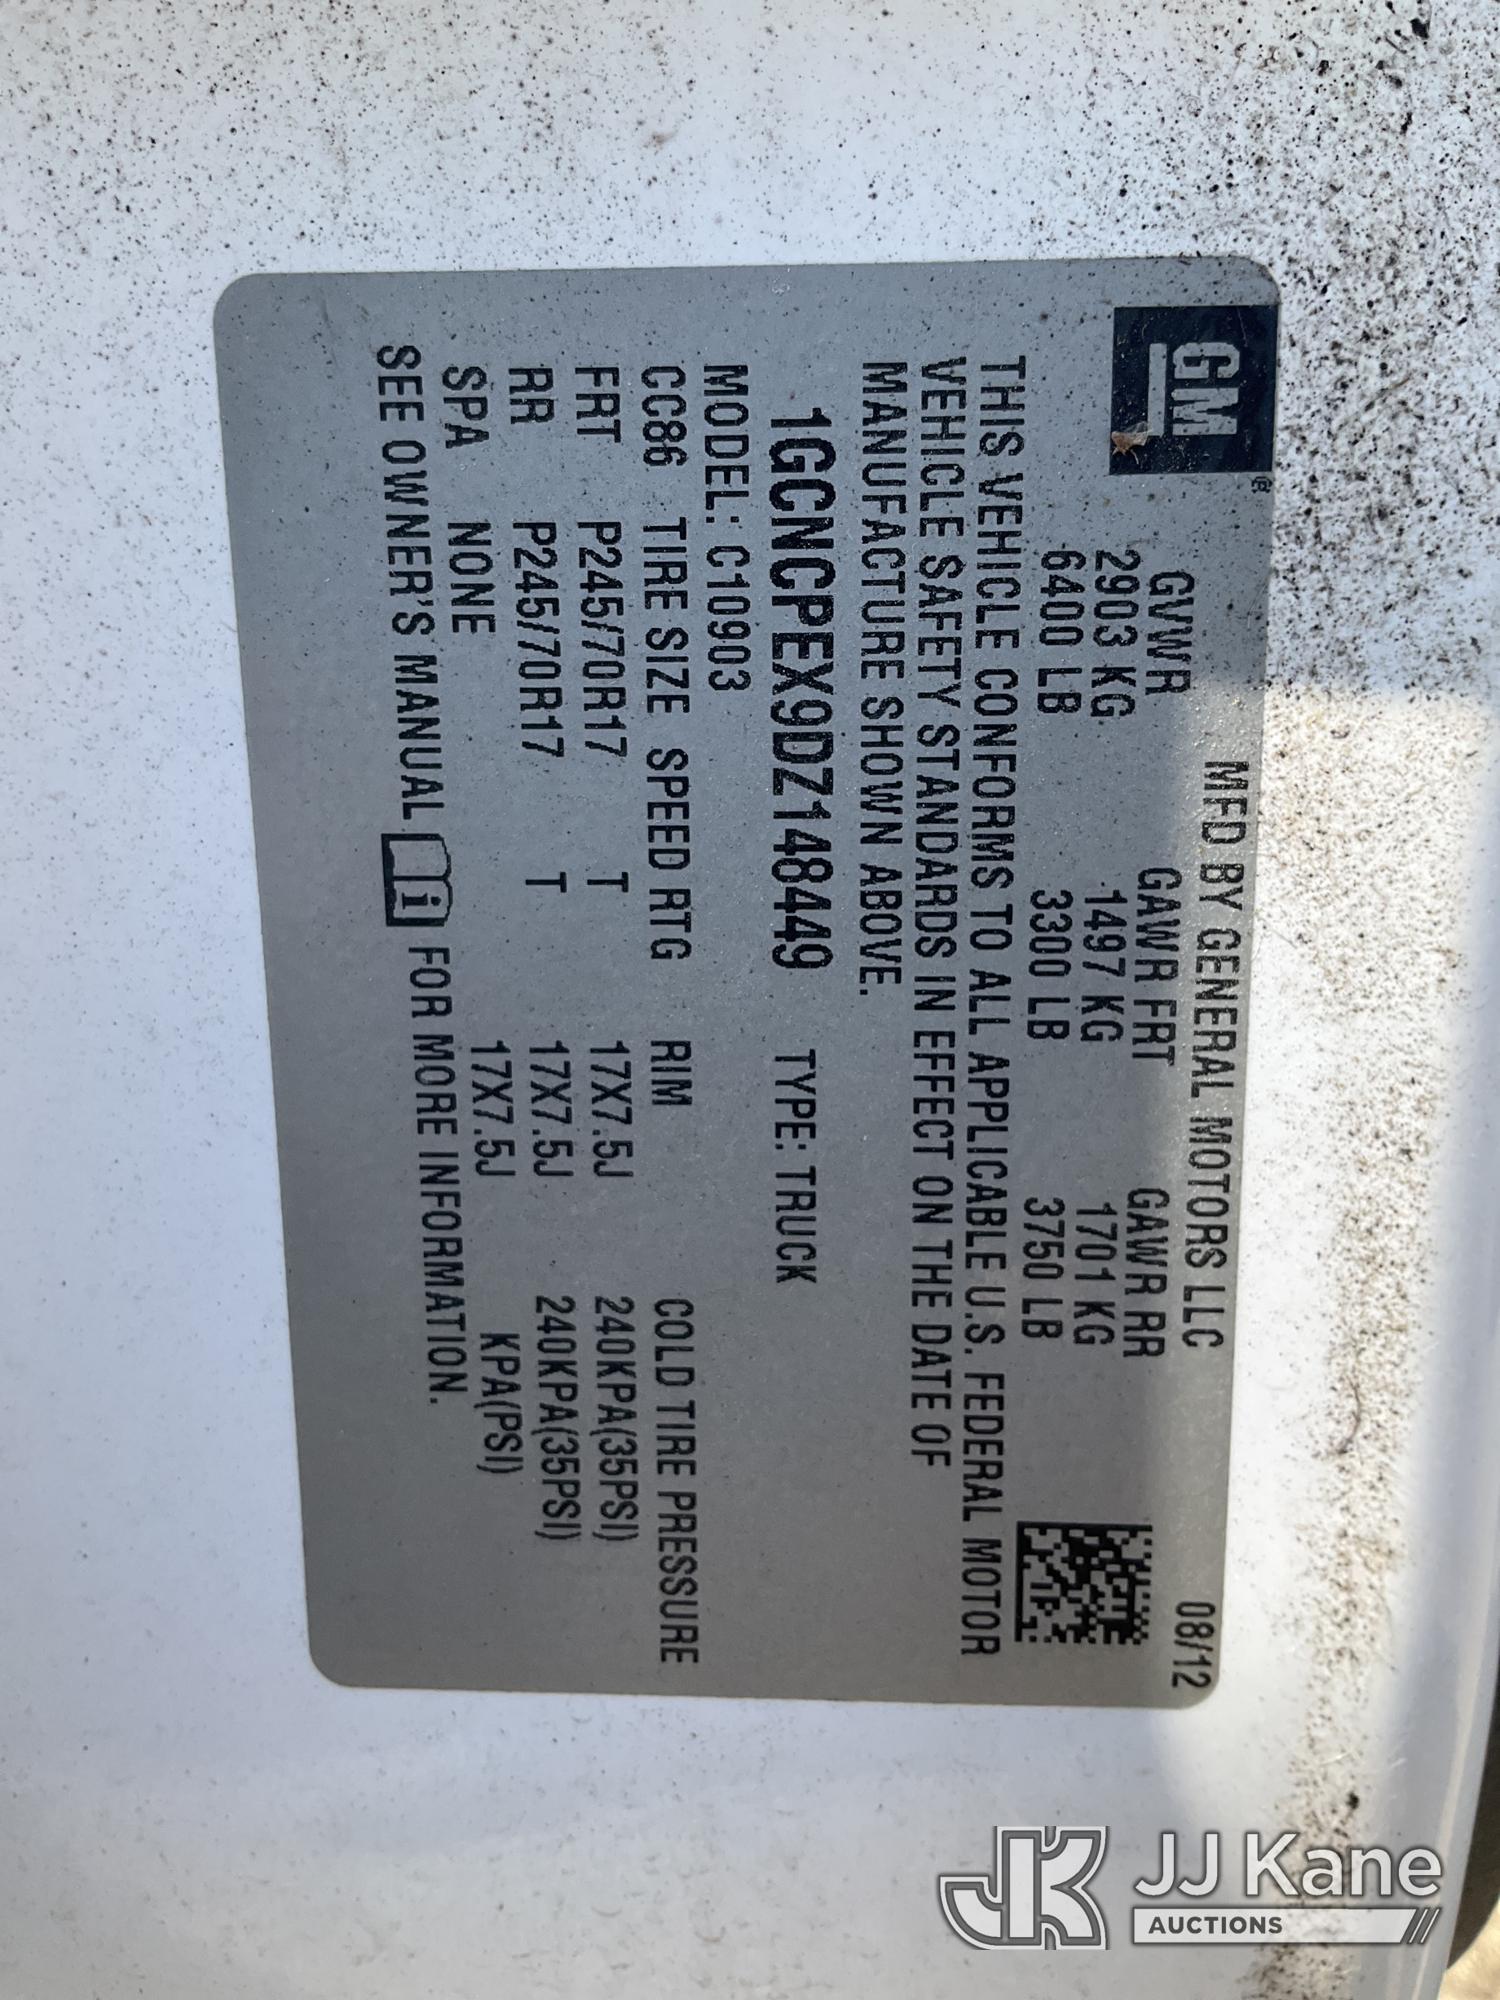 GM
MFD BY GENERAL MOTORS LLC 08/12
GVWR GAWR FRT GAWR RR
2903 KG 1497 KG 1701 KG
6400 LB 3300 LB 3750 LB
THIS VEHICLE CONFORMS TO ALL APPLICABLE U.S. FEDERAL MOTOR
VEHICLE SAFETY STANDARDS IN EFFECT ON THE DATE OF
MANUFACTURE SHOWN ABOVE.
1GCNCPEX9DZ148449 TYPE: TRUCK
MODEL: C10903
CC86 TIRE SIZE SPEED RTG RIM COLD TIRE PRESSURE
FRT P245/70R17 T 17X7.5J 240KPA(35PSI)
RR P245/70R17 T 17X7.5J 240KPA(35PSI)
SPA NONE 17X7.5J KPA(PSI)
SEE OWNER'S MANUAL i FOR MORE INFORMATION.
JK JJ Kane
AUCTIONS